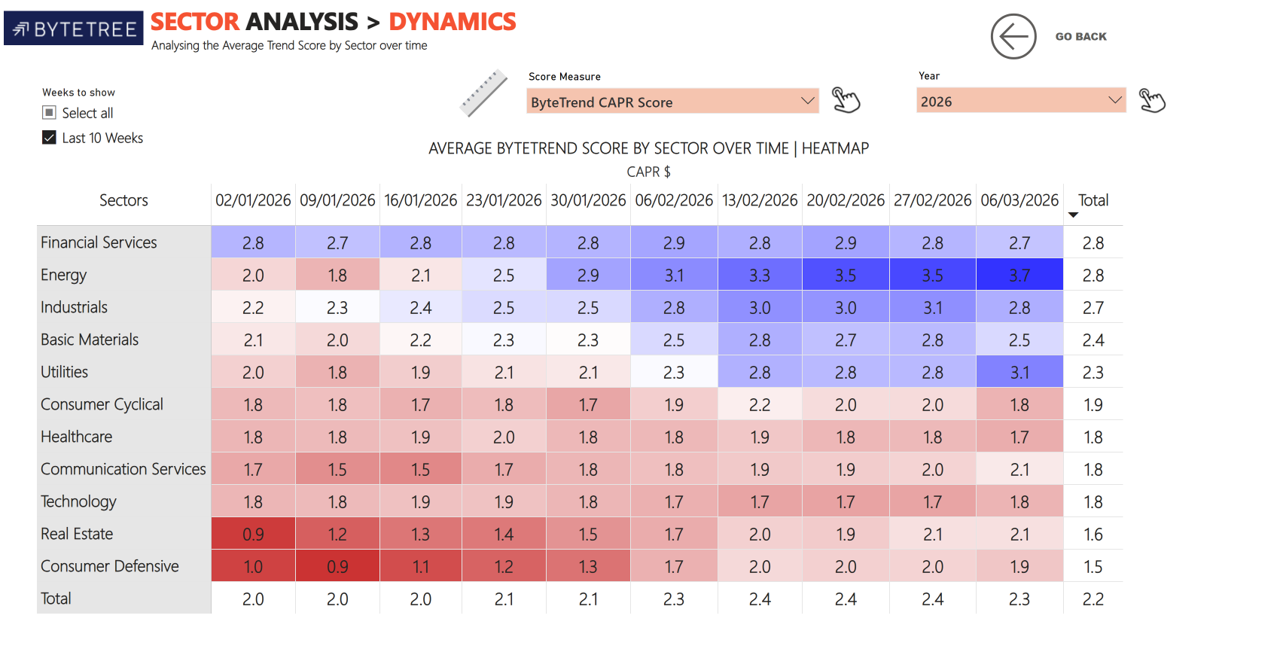 BYTETREE
SECTOR ANALYSIS > DYNAMICS
Analysing the Average Trend Score by Sector over time
GO BACK
Weeks to show
Select all
Last 10 Weeks
Score Measure
ByteTrend CAPR Score
Year
2026
AVERAGE BYTETREND SCORE BY SECTOR OVER TIME | HEATMAP
CAPR $
Sectors 02/01/2026 09/01/2026 16/01/2026 23/01/2026 30/01/2026 06/02/2026 13/02/2026 20/02/2026 27/02/2026 06/03/2026 Total
Financial Services 2.8 2.7 2.8 2.8 2.8 2.9 2.8 2.9 2.8 2.7 2.8
Energy 2.0 1.8 2.1 2.5 2.9 3.1 3.3 3.5 3.5 3.7 2.8
Industrials 2.2 2.3 2.4 2.5 2.5 2.8 3.0 3.0 3.1 2.8 2.7
Basic Materials 2.1 2.0 2.2 2.3 2.3 2.5 2.8 2.7 2.8 2.5 2.4
Utilities 2.0 1.8 1.9 2.1 2.1 2.3 2.8 2.8 2.8 3.1 2.3
Consumer Cyclical 1.8 1.8 1.7 1.8 1.7 1.9 2.2 2.0 2.0 1.8 1.9
Healthcare 1.8 1.8 1.9 2.0 1.8 1.8 1.9 1.8 1.8 1.7 1.8
Communication Services 1.7 1.5 1.5 1.7 1.8 1.8 1.9 1.9 2.0 2.1 1.8
Technology 1.8 1.8 1.9 1.9 1.8 1.7 1.7 1.7 1.7 1.8 1.8
Real Estate 0.9 1.2 1.3 1.4 1.5 1.7 2.0 1.9 2.1 2.1 1.6
Consumer Defensive 1.0 0.9 1.1 1.2 1.3 1.7 2.0 2.0 2.0 1.9 1.5
Total 2.0 2.0 2.0 2.1 2.1 2.3 2.4 2.4 2.4 2.3 2.2